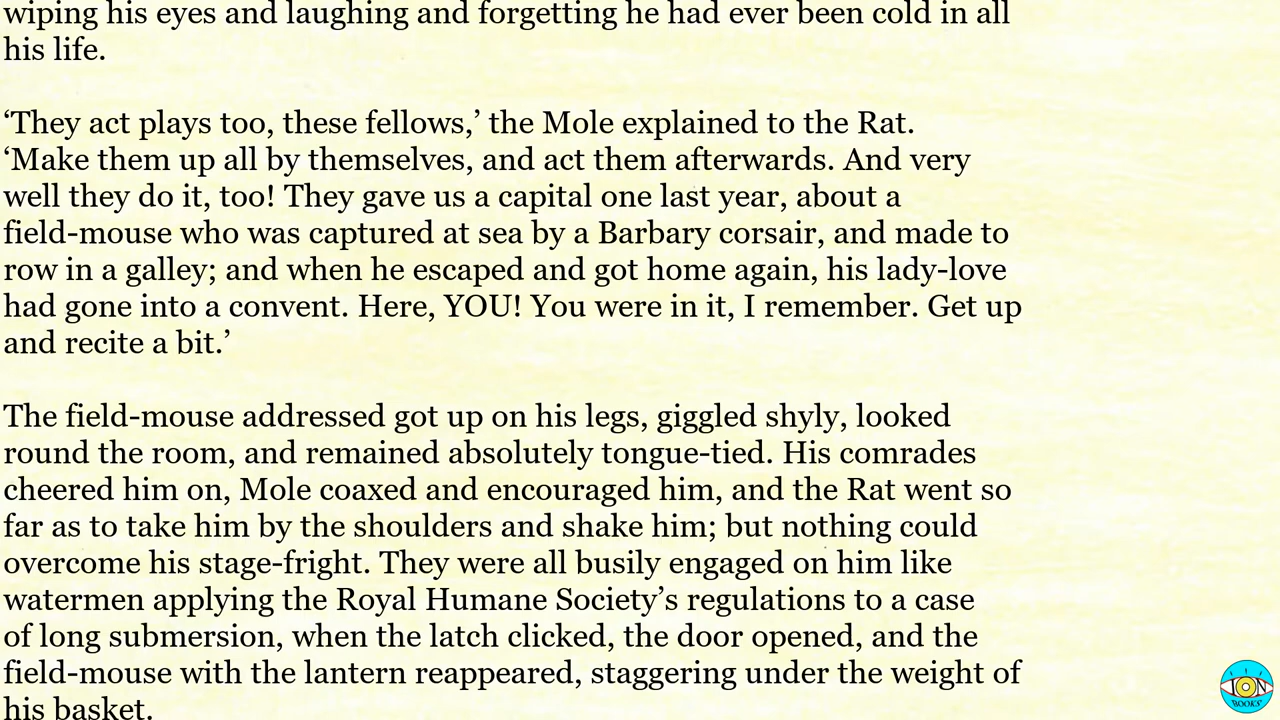 wiping his eyes and laughing and forgetting he had ever been cold in all
his life.
‘They act plays too, these fellows,’ the Mole explained to the Rat.
‘Make them up all by themselves, and act them afterwards. And very
well they do it, too! They gave us a capital one last year, about a
field-mouse who was captured at sea by a Barbary corsair, and made to
row in a galley; and when he escaped and got home again, his lady-love
had gone into a convent. Here, YOU! You were in it, I remember. Get up
and recite a bit.’
The field-mouse addressed got up on his legs, giggled shyly, looked
round the room, and remained absolutely tongue-tied. His comrades
cheered him on, Mole coaxed and encouraged him, and the Rat went so
far as to take him by the shoulders and shake him; but nothing could
overcome his stage-fright. They were all busily engaged on him like
watermen applying the Royal Humane Society’s regulations to a case
of long submersion, when the latch clicked, the door opened, and the
field-mouse with the lantern reappeared, staggering under the weight of
his basket.
ION
BOOKS